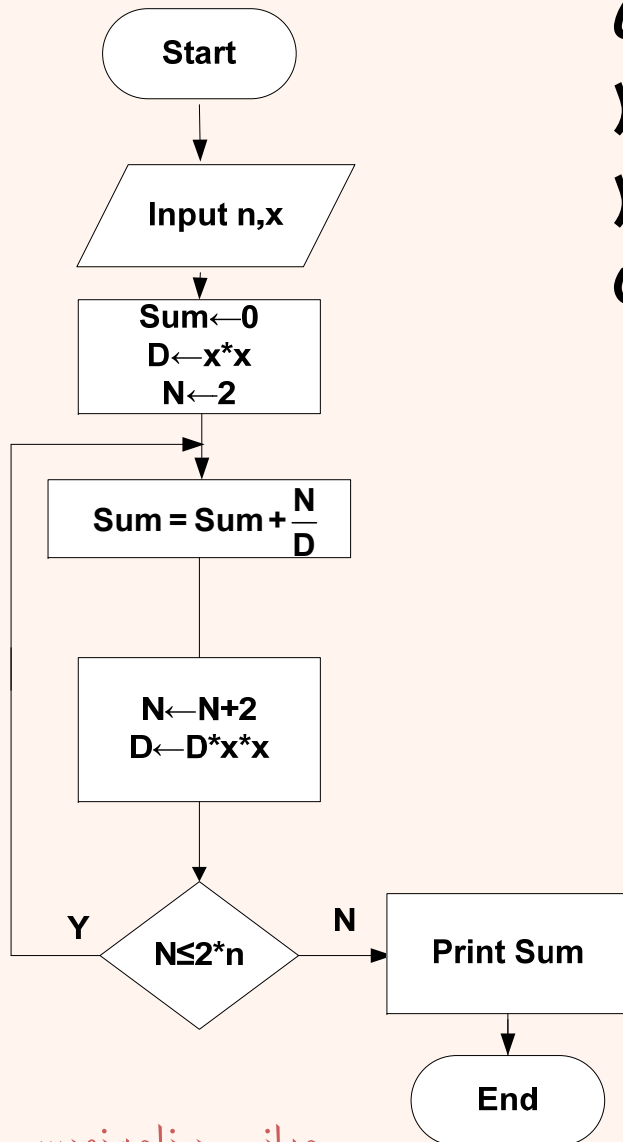 Start
Input n,x
Sum←0
D←x*x
N←2
Sum = Sum + N/D
N←N+2
D←D*x*x
N≤2*n
Y
N
Print Sum
End